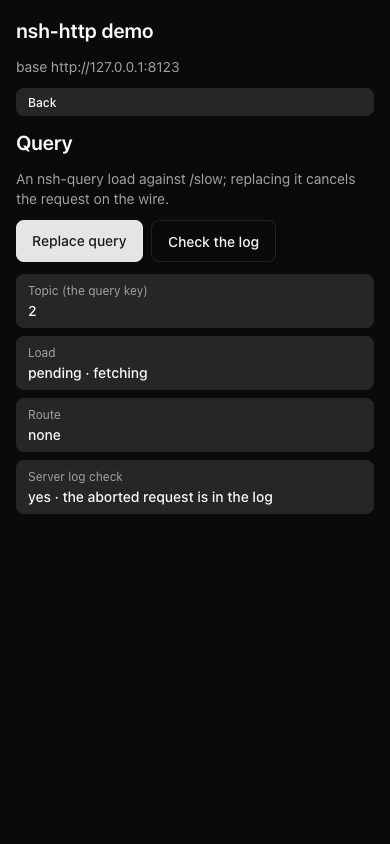 nsh-http demo
base http://127.0.0.1:8123
Back
Query
An nsh-query load against /slow; replacing it cancels
the request on the wire.
Replace query
Check the log
Topic (the query key)
2
Load
pending · fetching
Route
none
Server log check
yes · the aborted request is in the log